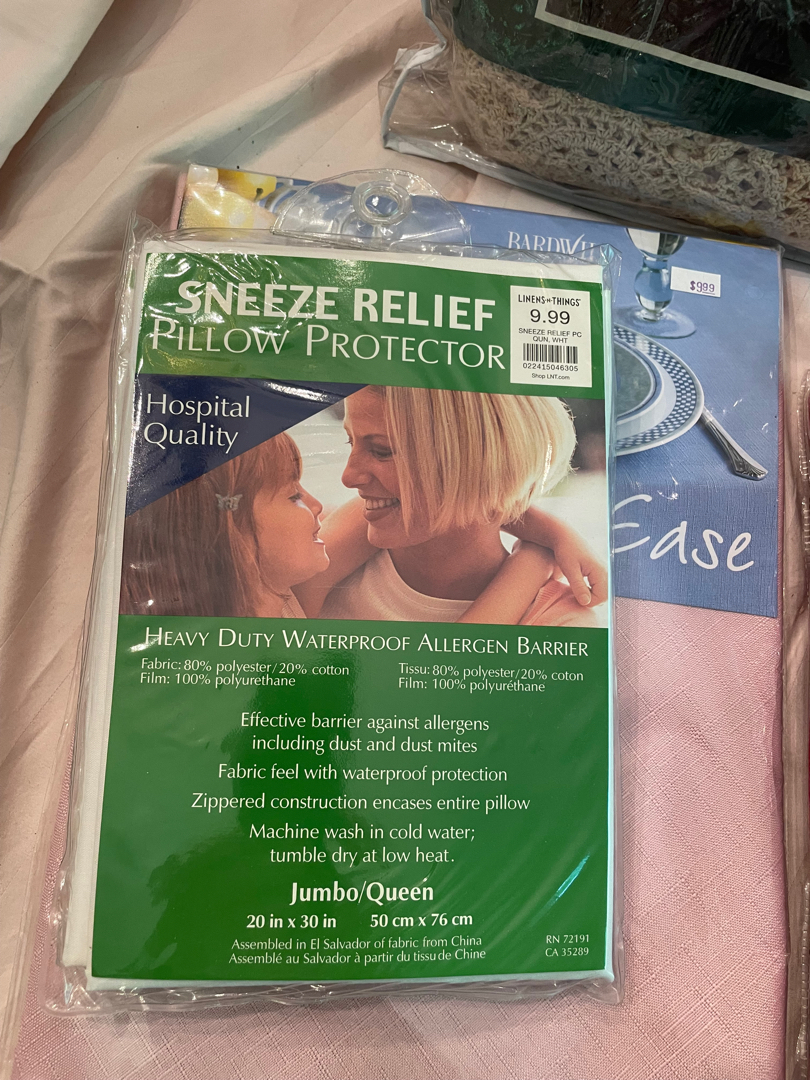 BARDW
$9.99
SNEEZE RELIEF
PILLOW PROTECTOR
LINENS-N-THINGS
9.99
SNEEZE RELIEF PC
QUN, WHT
022415046305
Shop LNT.com
Hospital
Quality
Ease
HEAVY DUTY WATERPROOF ALLERGEN BARRIER
Fabric: 80% polyester/20% cotton
Film: 100% polyurethane
Tissu: 80% polyester/20% coton
Film: 100% polyuréthane
Effective barrier against allergens
including dust and dust mites
Fabric feel with waterproof protection
Zippered construction encases entire pillow
Machine wash in cold water;
tumble dry at low heat.
Jumbo/Queen
20 in x 30 in 50 cm x 76 cm
Assembled in El Salvador of fabric from China
Assemblé au Salvador à partir du tissu de Chine
RN 72191
CA 35289